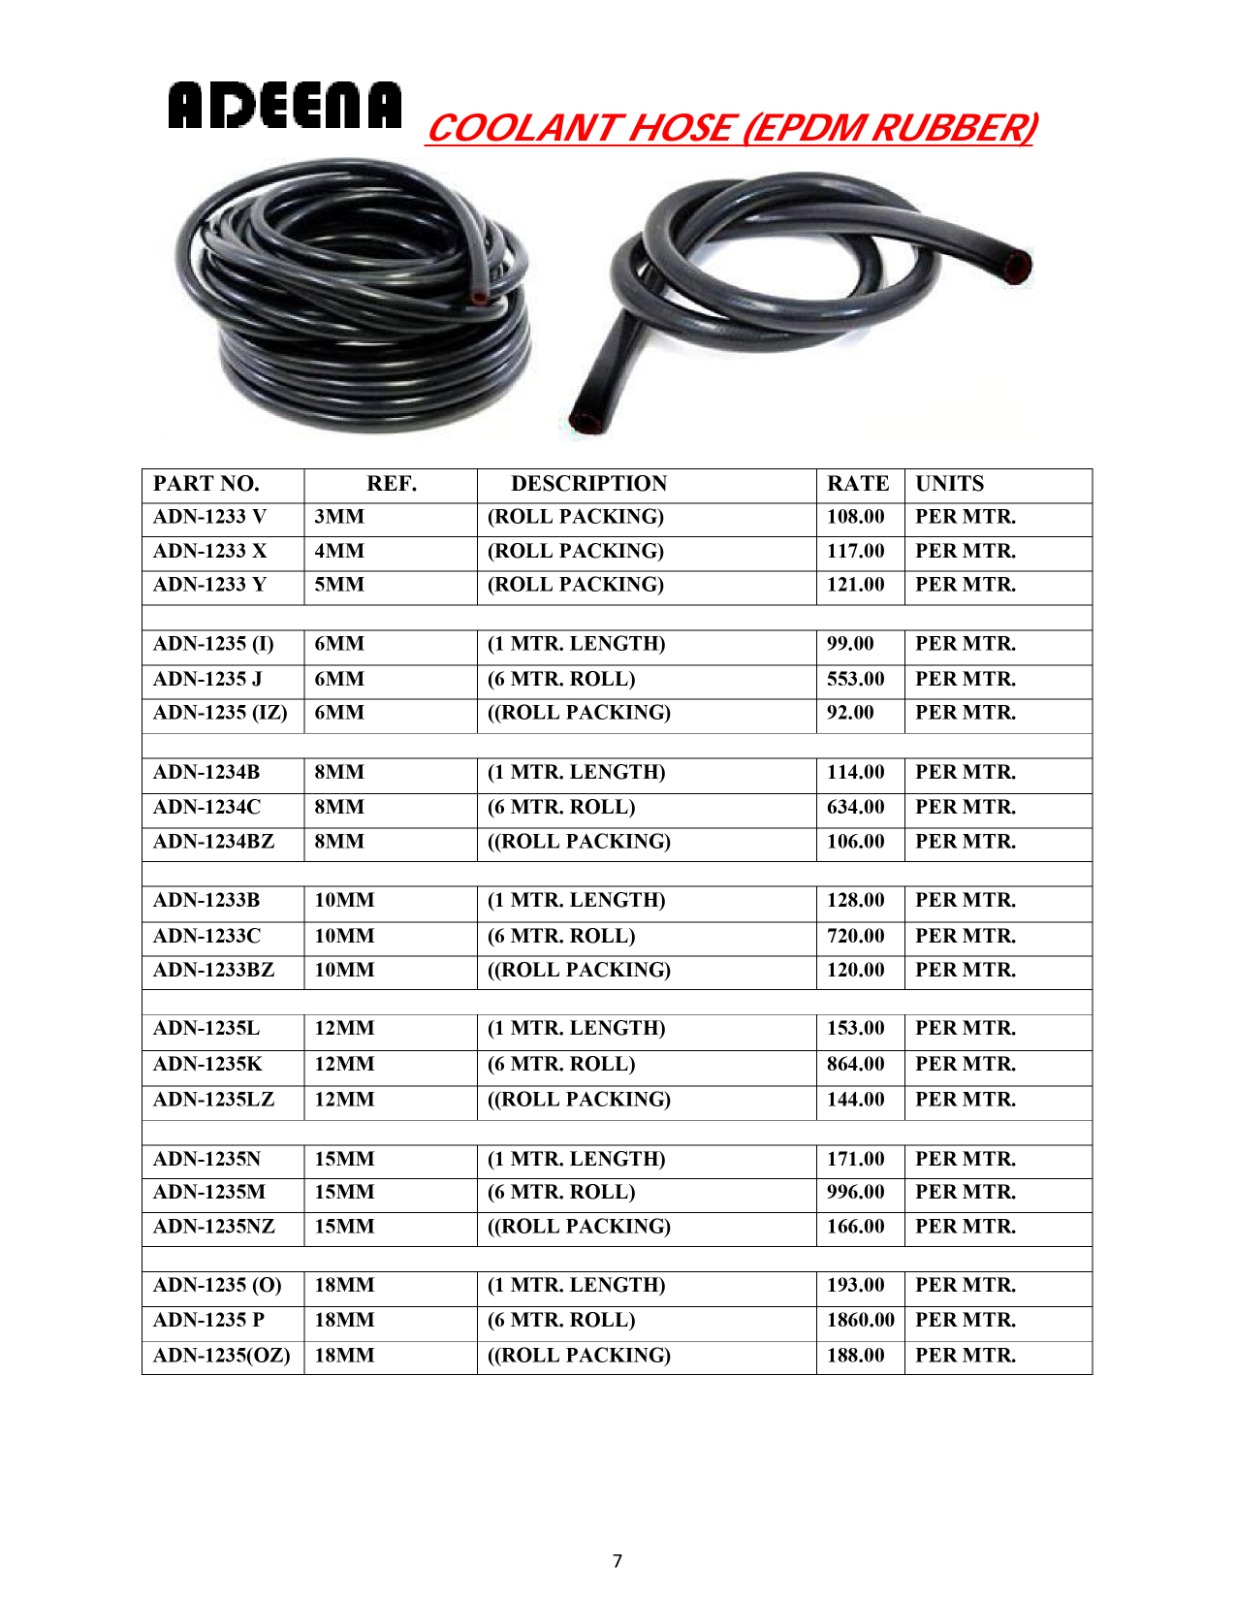 ADEENA COOLANT HOSE (EPDM RUBBER)
PART NO. REF. DESCRIPTION RATE UNITS
ADN-1233 V 3MM (ROLL PACKING) 108.00 PER MTR.
ADN-1233 X 4MM (ROLL PACKING) 117.00 PER MTR.
ADN-1233 Y 5MM (ROLL PACKING) 121.00 PER MTR.
ADN-1235 (I) 6MM (1 MTR. LENGTH) 99.00 PER MTR.
ADN-1235 J 6MM (6 MTR. ROLL) 553.00 PER MTR.
ADN-1235 (IZ) 6MM ((ROLL PACKING) 92.00 PER MTR.
ADN-1234B 8MM (1 MTR. LENGTH) 114.00 PER MTR.
ADN-1234C 8MM (6 MTR. ROLL) 634.00 PER MTR.
ADN-1234BZ 8MM ((ROLL PACKING) 106.00 PER MTR.
ADN-1233B 10MM (1 MTR. LENGTH) 128.00 PER MTR.
ADN-1233C 10MM (6 MTR. ROLL) 720.00 PER MTR.
ADN-1233BZ 10MM ((ROLL PACKING) 120.00 PER MTR.
ADN-1235L 12MM (1 MTR. LENGTH) 153.00 PER MTR.
ADN-1235K 12MM (6 MTR. ROLL) 864.00 PER MTR.
ADN-1235LZ 12MM ((ROLL PACKING) 144.00 PER MTR.
ADN-1235N 15MM (1 MTR. LENGTH) 171.00 PER MTR.
ADN-1235M 15MM (6 MTR. ROLL) 996.00 PER MTR.
ADN-1235NZ 15MM ((ROLL PACKING) 166.00 PER MTR.
ADN-1235 (O) 18MM (1 MTR. LENGTH) 193.00 PER MTR.
ADN-1235 P 18MM (6 MTR. ROLL) 1860.00 PER MTR.
ADN-1235(OZ) 18MM ((ROLL PACKING) 188.00 PER MTR.
7